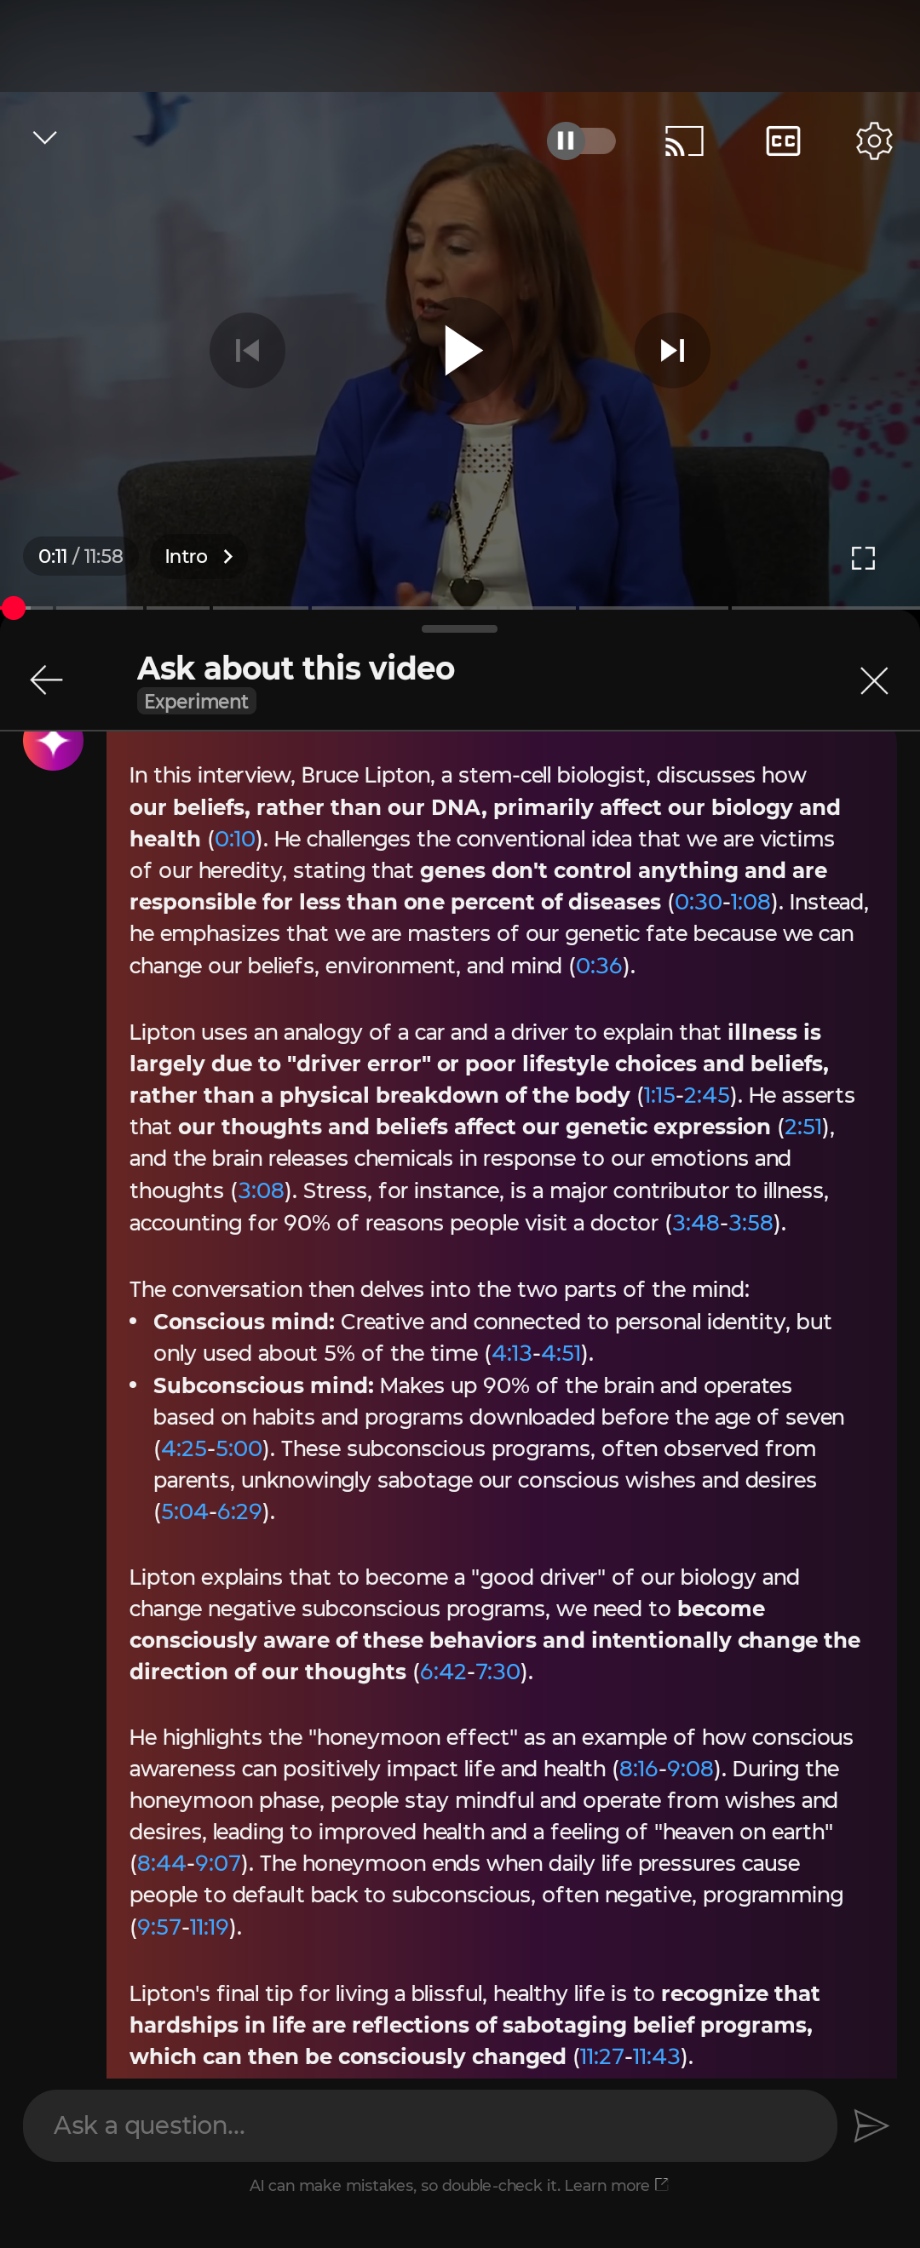 CC
0:11 / 11:58
Intro
Ask about this video
Experiment
In this interview, Bruce Lipton, a stem-cell biologist, discusses how
our beliefs, rather than our DNA, primarily affect our biology and
health (0:10). He challenges the conventional idea that we are victims
of our heredity, stating that genes don't control anything and are
responsible for less than one percent of diseases (0:30-1:08). Instead,
he emphasizes that we are masters of our genetic fate because we can
change our beliefs, environment, and mind (0:36).
Lipton uses an analogy of a car and a driver to explain that illness is
largely due to "driver error" or poor lifestyle choices and beliefs,
rather than a physical breakdown of the body (1:15-2:45). He asserts
that our thoughts and beliefs affect our genetic expression (2:51),
and the brain releases chemicals in response to our emotions and
thoughts (3:08). Stress, for instance, is a major contributor to illness,
accounting for 90% of reasons people visit a doctor (3:48-3:58).
The conversation then delves into the two parts of the mind:
• Conscious mind: Creative and connected to personal identity, but
only used about 5% of the time (4:13-4:51).
• Subconscious mind: Makes up 90% of the brain and operates
based on habits and programs downloaded before the age of seven
(4:25-5:00). These subconscious programs, often observed from
parents, unknowingly sabotage our conscious wishes and desires
(5:04-6:29).
Lipton explains that to become a "good driver" of our biology and
change negative subconscious programs, we need to become
consciously aware of these behaviors and intentionally change the
direction of our thoughts (6:42-7:30).
He highlights the "honeymoon effect" as an example of how conscious
awareness can positively impact life and health (8:16-9:08). During the
honeymoon phase, people stay mindful and operate from wishes and
desires, leading to improved health and a feeling of "heaven on earth"
(8:44-9:07). The honeymoon ends when daily life pressures cause
people to default back to subconscious, often negative, programming
(9:57-11:19).
Lipton's final tip for living a blissful, healthy life is to recognize that
hardships in life are reflections of sabotaging belief programs,
which can then be consciously changed (11:27-11:43).
Ask a question...
AI can make mistakes, so double-check it. Learn more